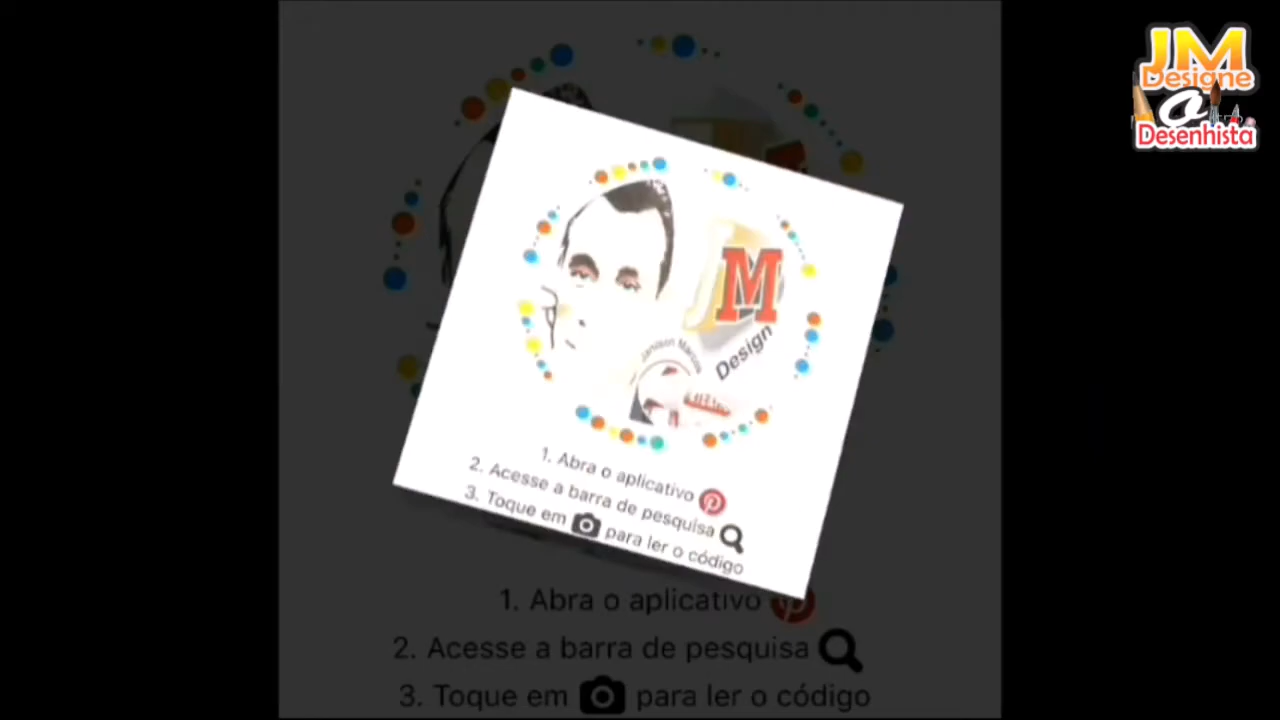 JM
Designe
O
Desenhista
JM
Design
1. Abra o aplicativo
2. Acesse a barra de pesquisa
3. Toque em para ler o código
1. Abra o aplicativo
2. Acesse a barra de pesquisa
3. Toque em para ler o código